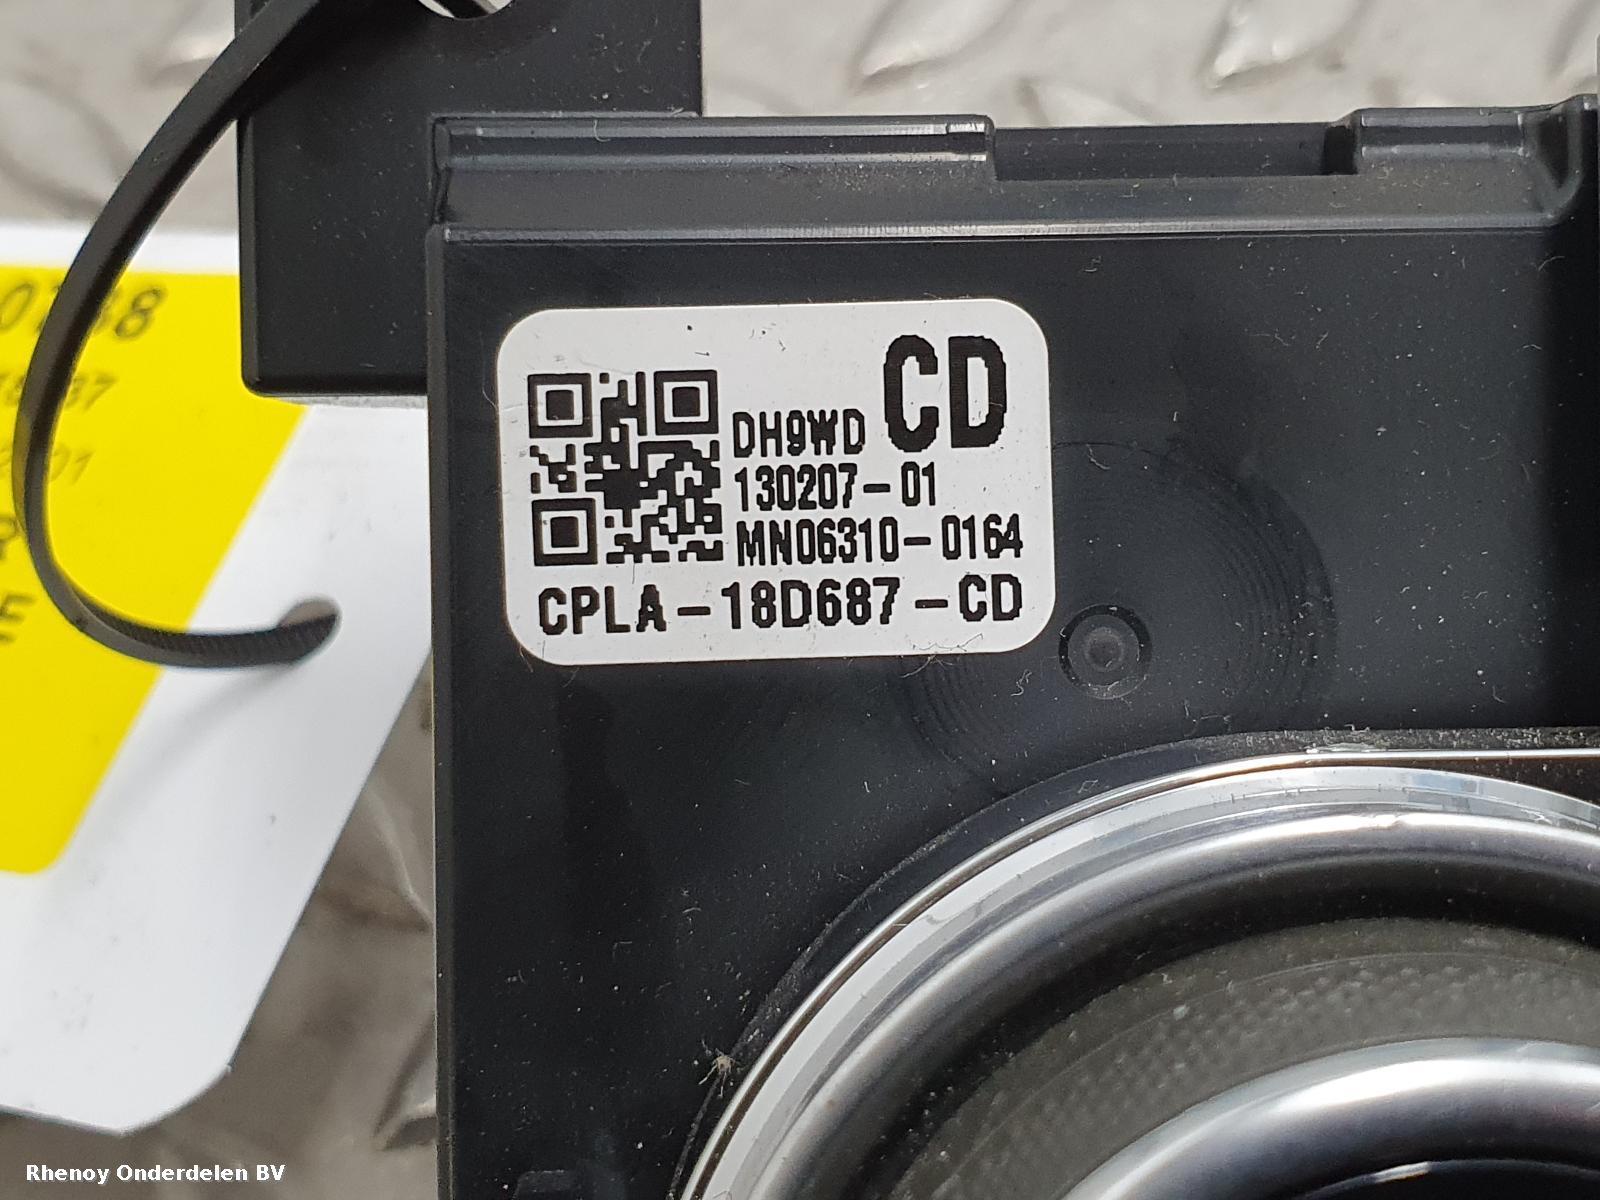 CD
DH9WD
130207-01
MN06310-0164
CPLA-18D687-CD
Rhenoy Onderdelen BV